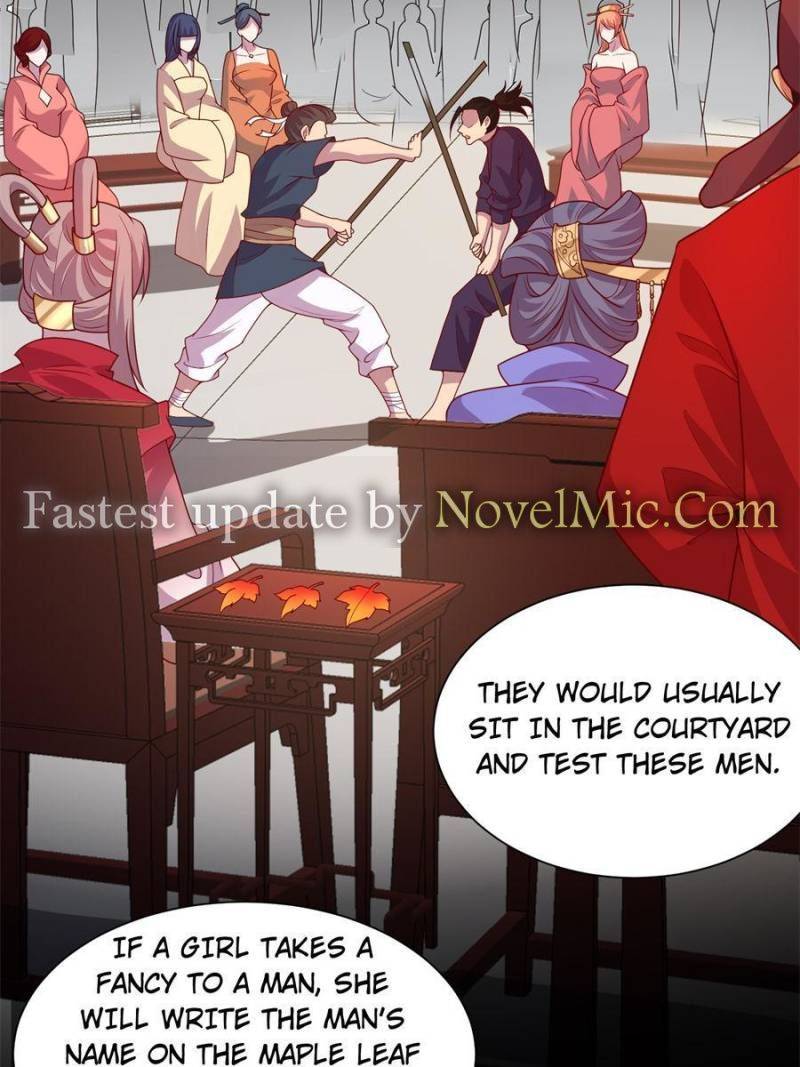 Fastest update by NovelMic.Com
THEY WOULD USUALLY
SIT IN THE COURTYARD
AND TEST THESE MEN.
IF A GIRL TAKES A
FANCY TO A MAN, SHE
WILL WRITE THE MAN'S
NAME ON THE MAPLE LEAF